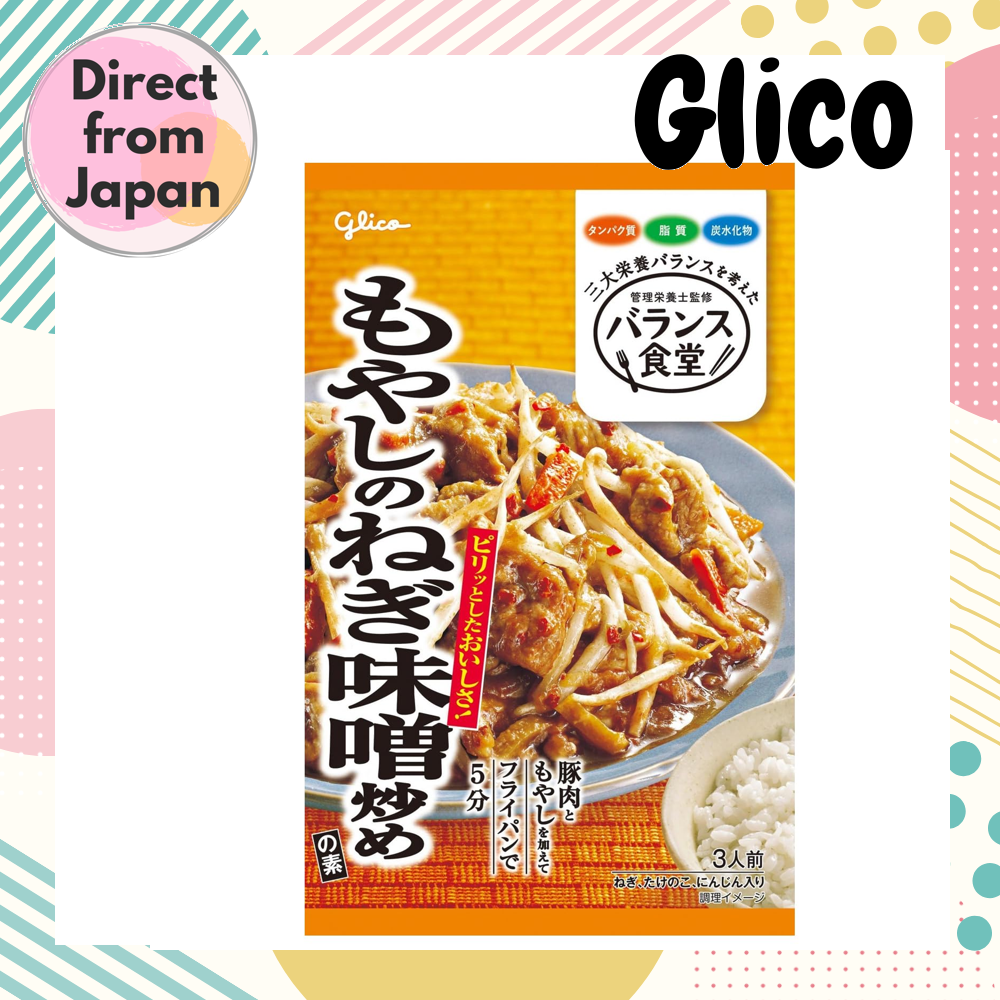 Direct
from
Japan
Glico
Glico
タンパク質
脂質
炭水化物
三大栄養バランスを考えた
管理栄養士監修
バランス
食堂
もやしのねぎ味噌炒め
の素
ピリッとしたおいしさ!
豚肉と
もやしを加えて
フライパンで
5分
3人前
ねぎ、たけのこ、にんじん入り
調理イメージ